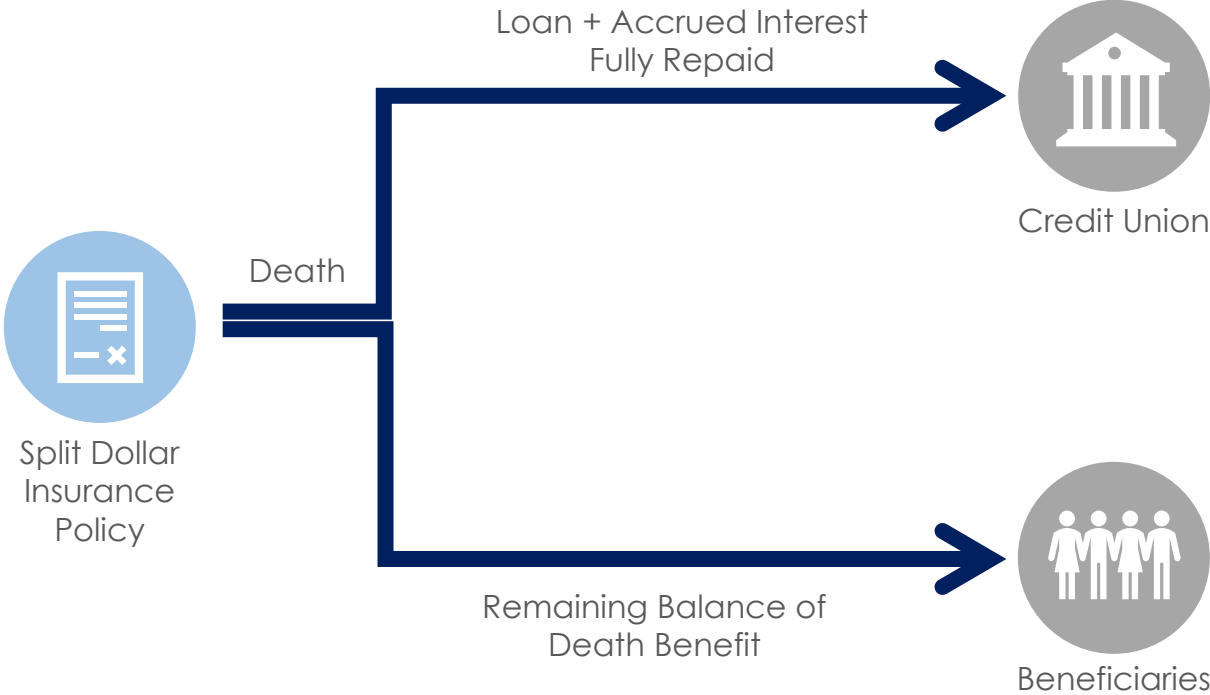 Loan + Accrued Interest
Fully Repaid
Credit Union
Death
Split Dollar
Insurance
Policy
Remaining Balance of
Death Benefit
Beneficiaries